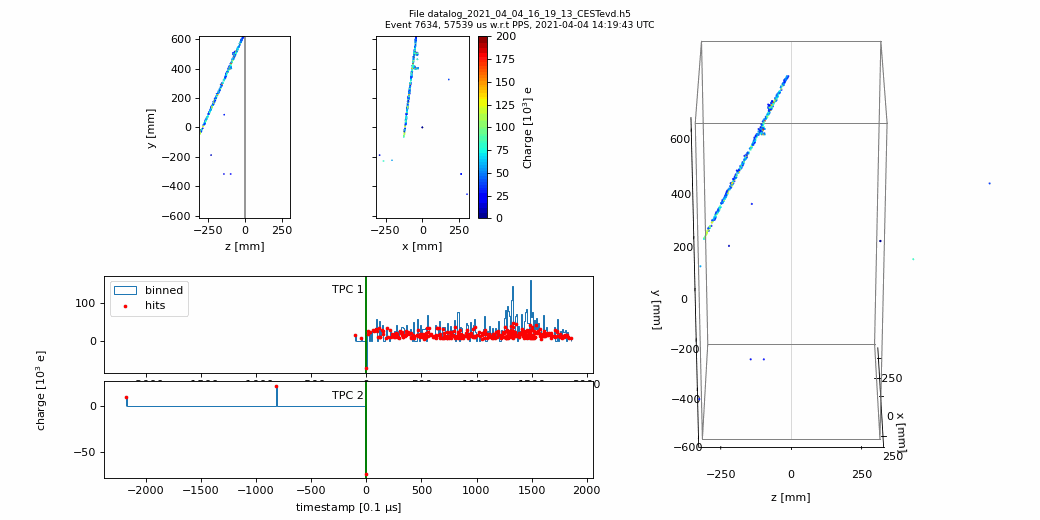 File datalog_2021_04_04_16_19_13_CESTevd.h5
Event 7634, 57539 us w.r.t PPS, 2021-04-04 14:19:43 UTC
600
400
200
0
−200
−400
−600
y [mm]
−250 0 250
z [mm]
−250 0 250
x [mm]
200
175
150
125
100
75
50
25
0
Charge [10³] e
600
400
200
0
−200
−400
−600
y [mm]
−250 0 250
z [mm]
−250
0
250
x [mm]
binned
hits
TPC 1
100
0
charge [10³ e]
TPC 2
0
−50
−2000 −1500 −1000 −500 0 500 1000 1500 2000
timestamp [0.1 µs]